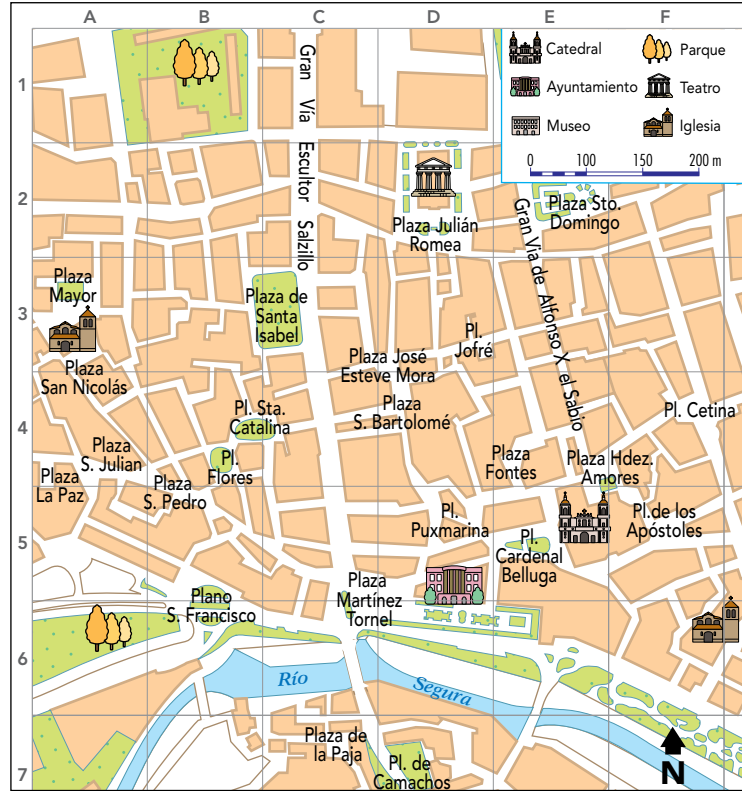 A B C D E F
1
2
3
4
5
6
7
Catedral
Parque
Ayuntamiento
Teatro
Museo
Iglesia
0 100 150 200 m
Gran Vía Escultor Salzillo
Plaza Julián
Romea
Plaza Sto.
Domingo
Gran Vía de Alfonso X el Sabio
Plaza
Mayor
Plaza de
Santa
Isabel
Pl.
Jofré
Plaza
San Nicolás
Plaza José
Esteve Mora
Pl. Sta.
Catalina
Plaza
S. Bartolomé
Pl. Cetina
Plaza
S. Julian
Pl.
Flores
Plaza
Fontes
Plaza Hdez.
Amores
Plaza
La Paz
Plaza
S. Pedro
Pl.
Puxmarina
Pl.de los
Apóstoles
Pl.
Cardenal
Belluga
Plano
S. Francisco
Plaza
Martínez
Tornel
Río
Segura
Plaza de
la Paja
Pl. de
Camachos
N